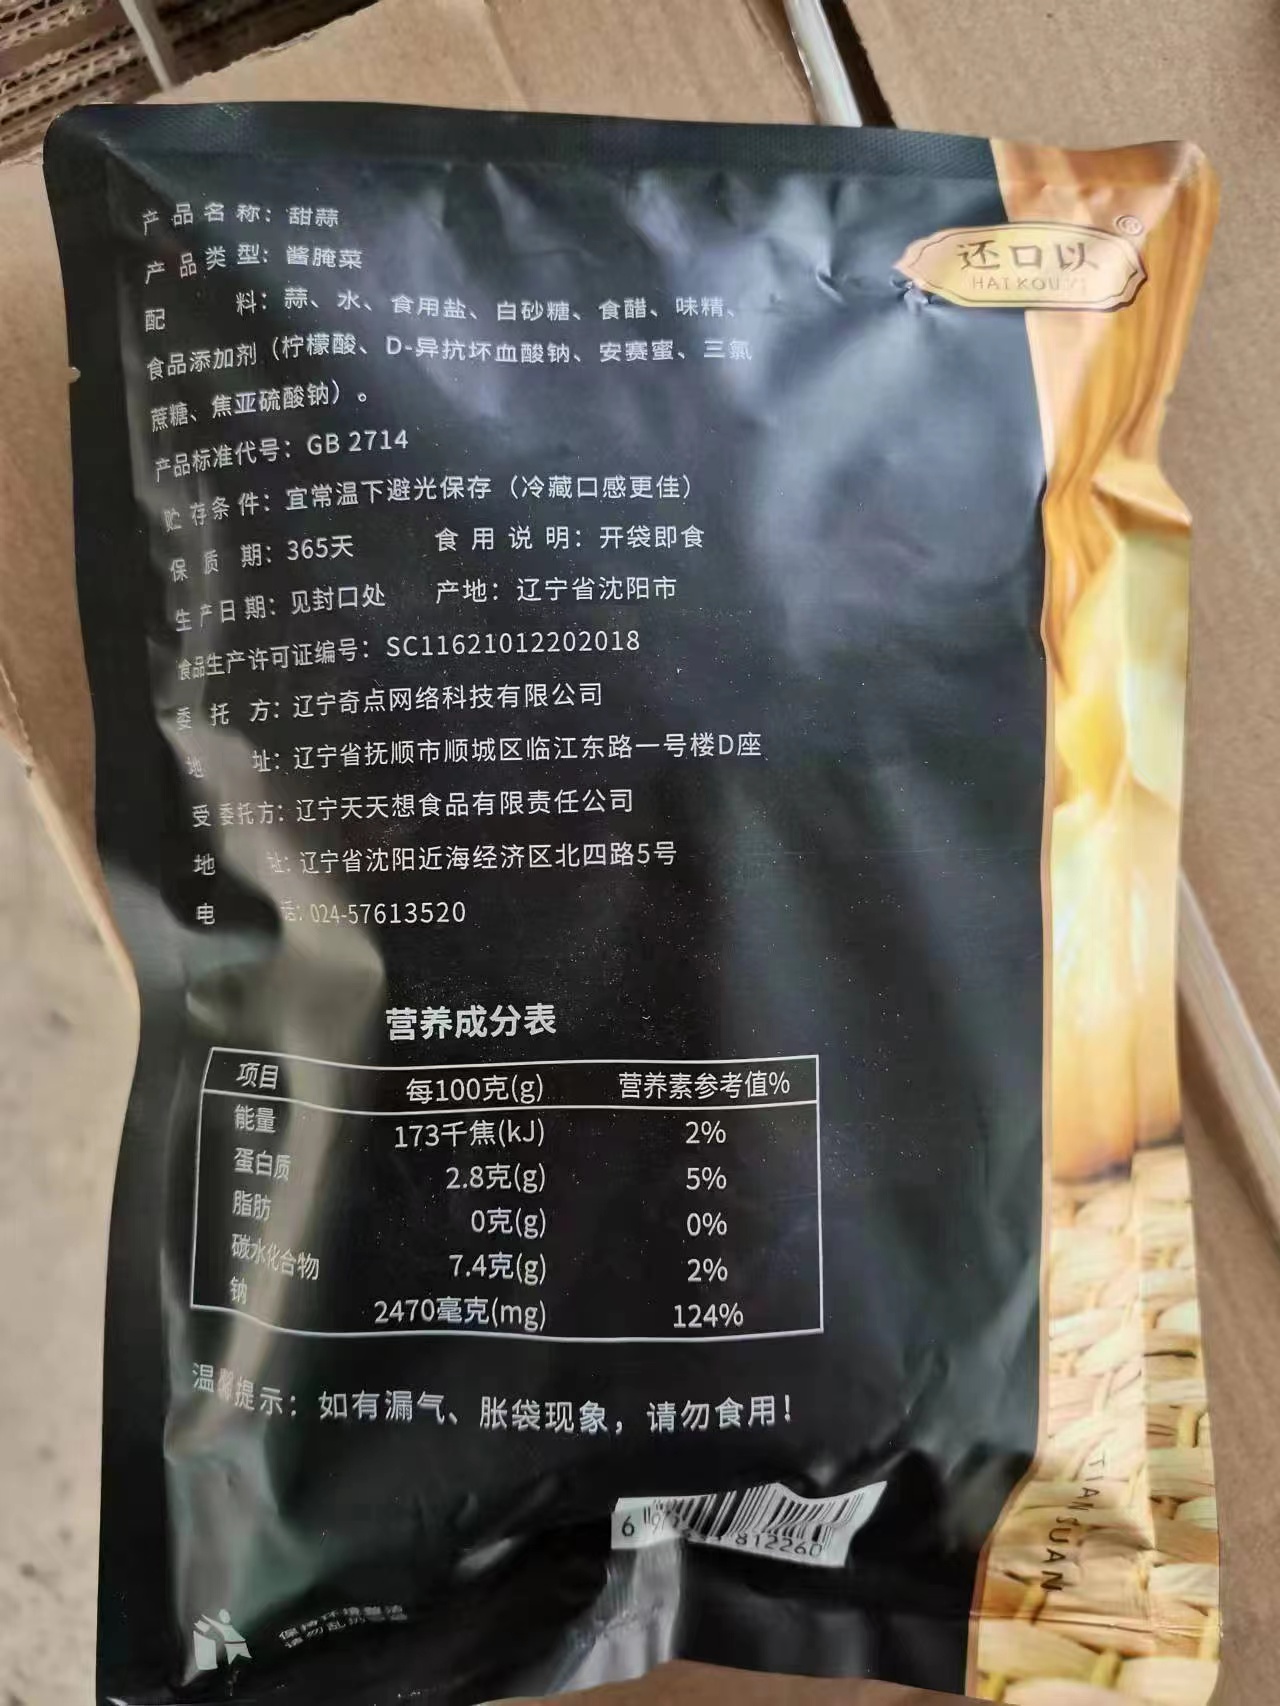 产品名称：甜蒜
产品类型：酱腌菜
配料：蒜、水、食用盐、白砂糖、食醋、味精、
食品添加剂（柠檬酸、D-异抗坏血酸钠、安赛蜜、三氯
蔗糖、焦亚硫酸钠）。
产品标准代号：GB 2714
贮存条件：宜常温下避光保存（冷藏口感更佳）
保质期：365天 食用说明：开袋即食
生产日期：见封口处 产地：辽宁省沈阳市
食品生产许可证编号：SC11621012202018
委托方：辽宁奇点网络科技有限公司
地址：辽宁省抚顺市顺城区临江东路一号楼D座
受委托方：辽宁天天想食品有限责任公司
地址：辽宁省沈阳近海经济区北四路5号
电话：024-57613520
还口以®
HAIKOUYI
营养成分表
项目 每100克(g) 营养素参考值%
能量 173千焦(kJ) 2%
蛋白质 2.8克(g) 5%
脂肪 0克(g) 0%
碳水化合物 7.4克(g) 2%
钠 2470毫克(mg) 124%
温馨提示：如有漏气、胀袋现象，请勿食用！
TIAN SUAN
812260
保持环境整洁